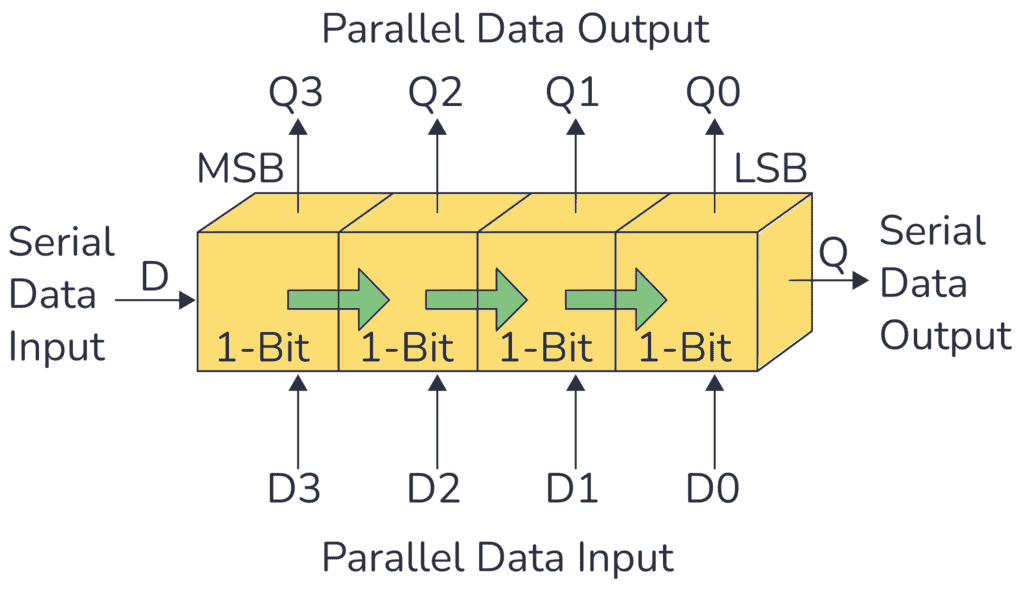 Parallel Data Output
Q3 Q2 Q1 Q0
MSB LSB
Serial
Data
Input
D
Q
Serial
Data
Output
1-Bit 1-Bit 1-Bit 1-Bit
D3 D2 D1 D0
Parallel Data Input